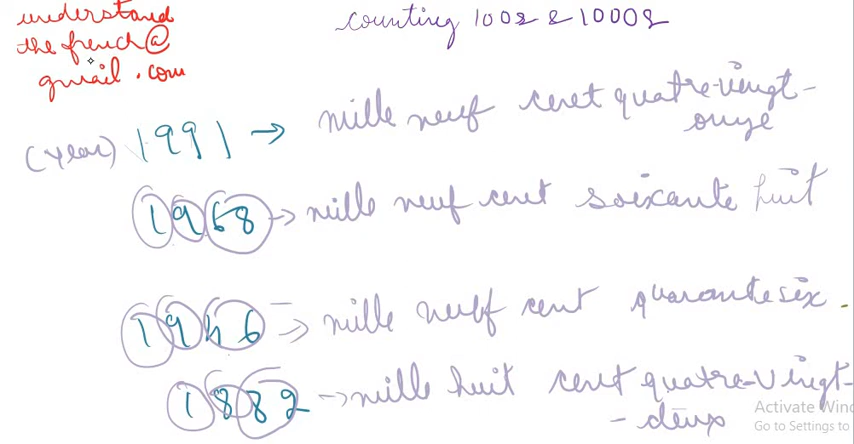 understand
the french@
gmail.com
counting 100s & 1000s
(year) 1991 → mille neuf cent quatre-vingt-
onze
1968 → mille neuf cent soixante huit
1946 → mille neuff cent quarante six
1882 → mille huit cent quatre-vingt-
-deux
Activate Wind
Go to Settings to